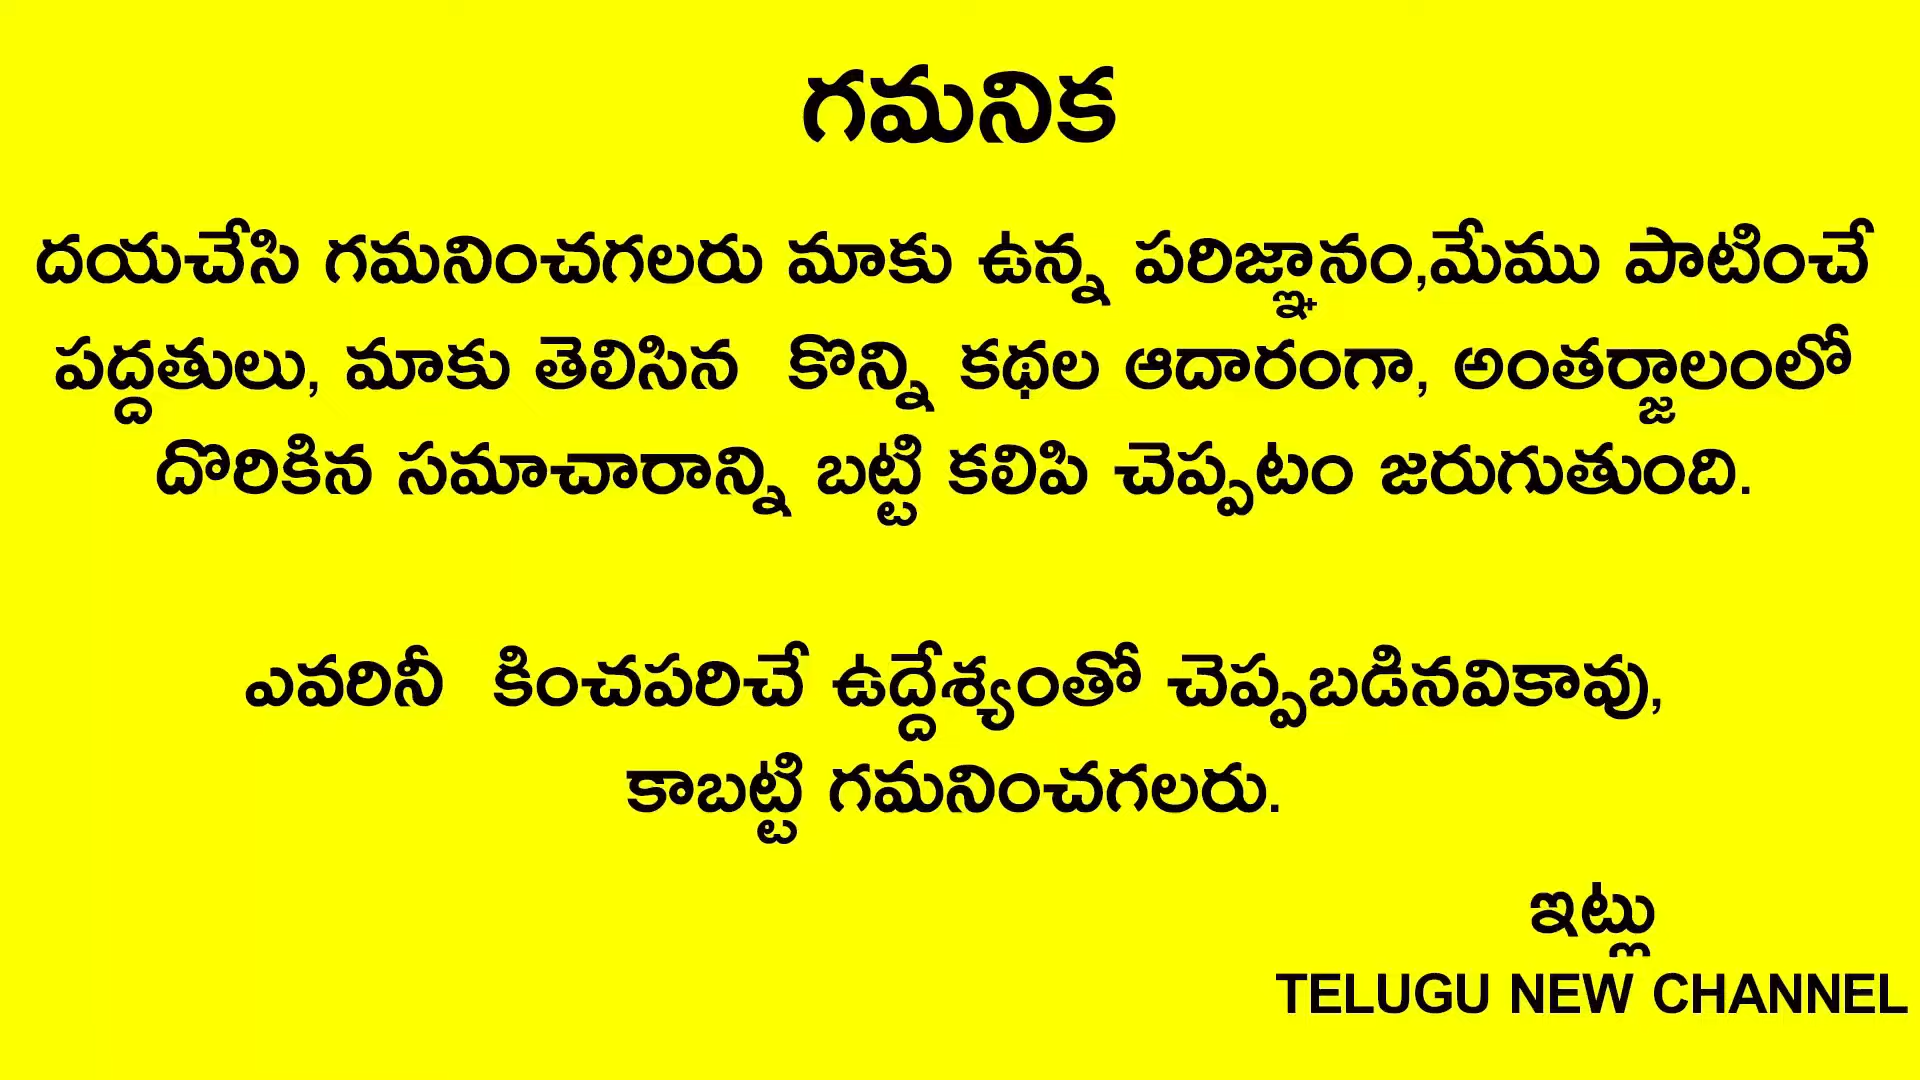 గమనిక
దయచేసి గమనించగలరు మాకు ఉన్న పరిజ్ఞానం,మేము పాటించే
పద్దతులు, మాకు తెలిసిన కొన్ని కథల ఆదారంగా, అంతర్జాలంలో
దొరికిన సమాచారాన్ని బట్టి కలిపి చెప్పటం జరుగుతుంది.
ఎవరినీ కించపరిచే ఉద్దేశ్యంతో చెప్పబడినవికావు,
కాబట్టి గమనించగలరు.
ఇట్లు
TELUGU NEW CHANNEL